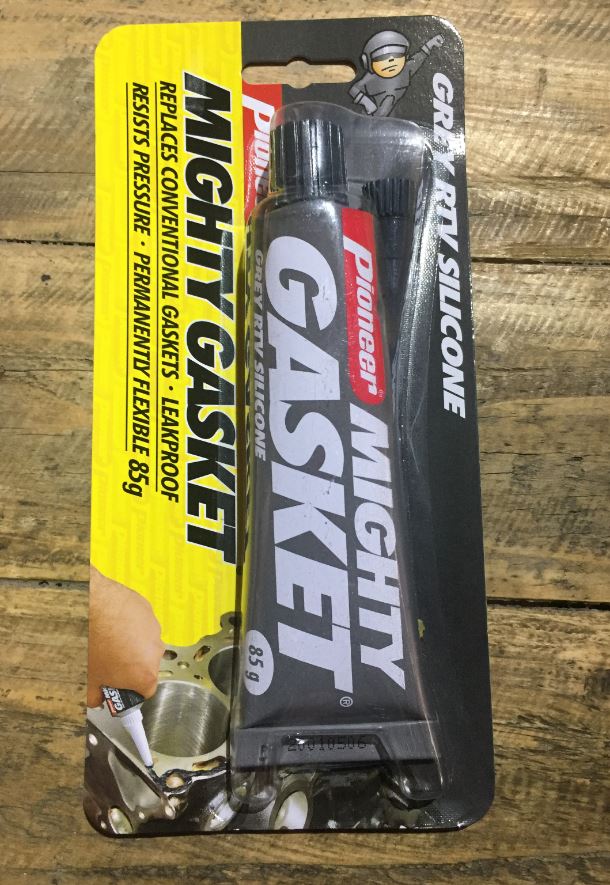 GREY RTV SILICONE
Pioneer
MIGHTY
GASKET®
GREY RTV SILICONE
85g
20010506
MIGHTY GASKET
REPLACES CONVENTIONAL GASKETS · LEAKPROOF
RESISTS PRESSURE · PERMANENTLY FLEXIBLE 85g